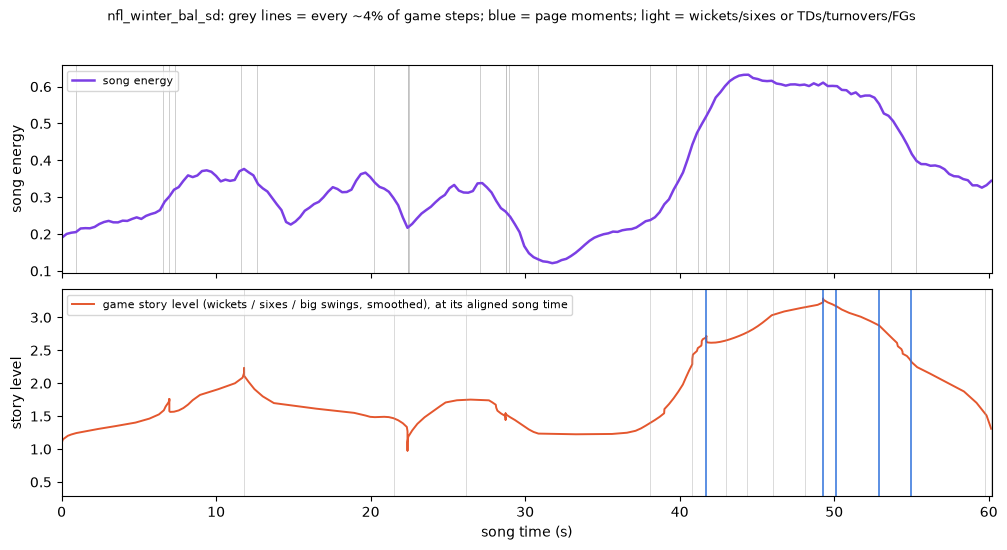 nfl_winter_bal_sd: grey lines = every ~4% of game steps; blue = page moments; light = wickets/sixes or TDs/turnovers/FGs
song energy
0.6
0.5
0.4
0.3
0.2
0.1
song energy
game story level (wickets / sixes / big swings, smoothed), at its aligned song time
3.0
2.5
2.0
1.5
1.0
0.5
story level
0 10 20 30 40 50 60
song time (s)